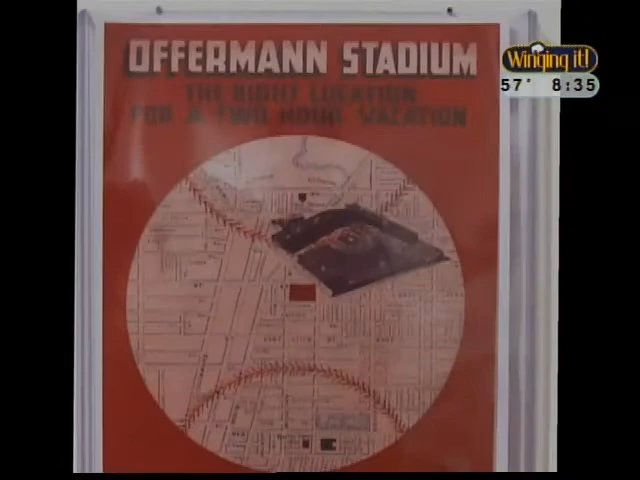 OFFERMANN STADIUM
THE RIGHT LOCATION
FOR A TWO HOUR VACATION
Winging it!
57° 8:35